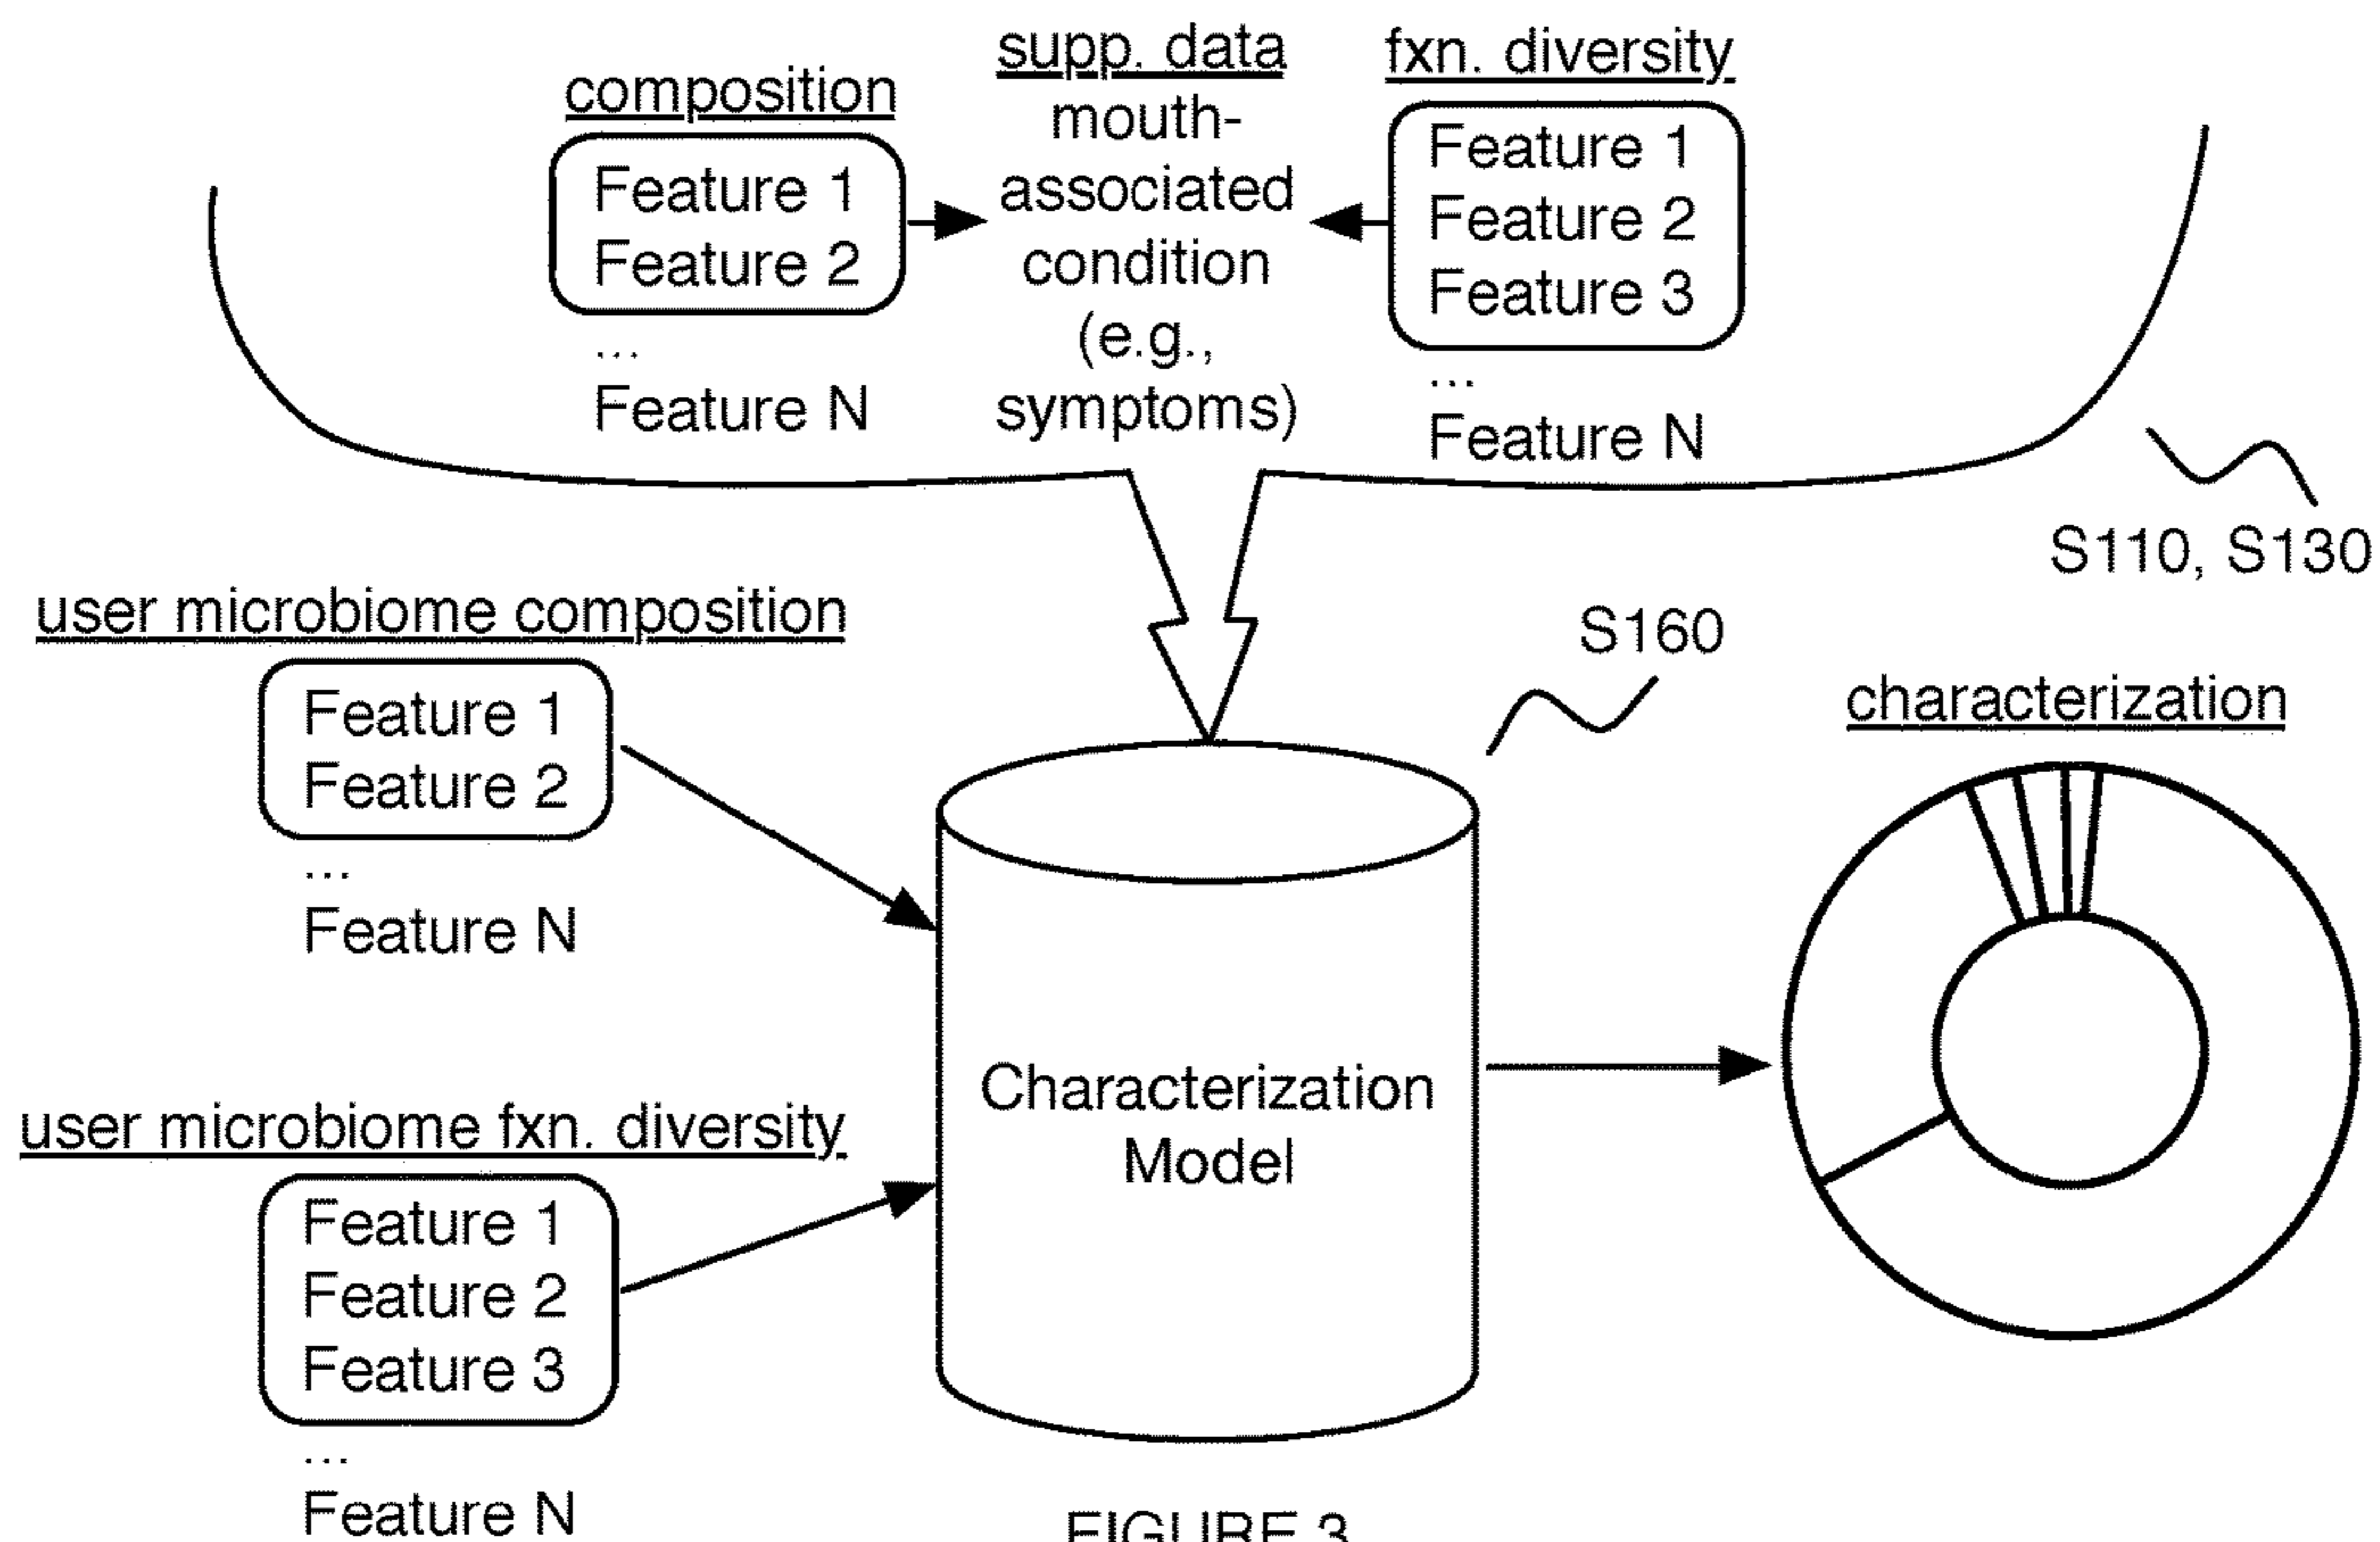 composition
Feature 1
Feature 2
...
Feature N
supp. data
mouth-
associated
condition
(e.g.,
symptoms)
fxn. diversity
Feature 1
Feature 2
Feature 3
...
Feature N
S110, S130
user microbiome composition
Feature 1
Feature 2
...
Feature N
user microbiome fxn. diversity
Feature 1
Feature 2
Feature 3
...
Feature N
S160
Characterization
Model
characterization
FIGURE 3